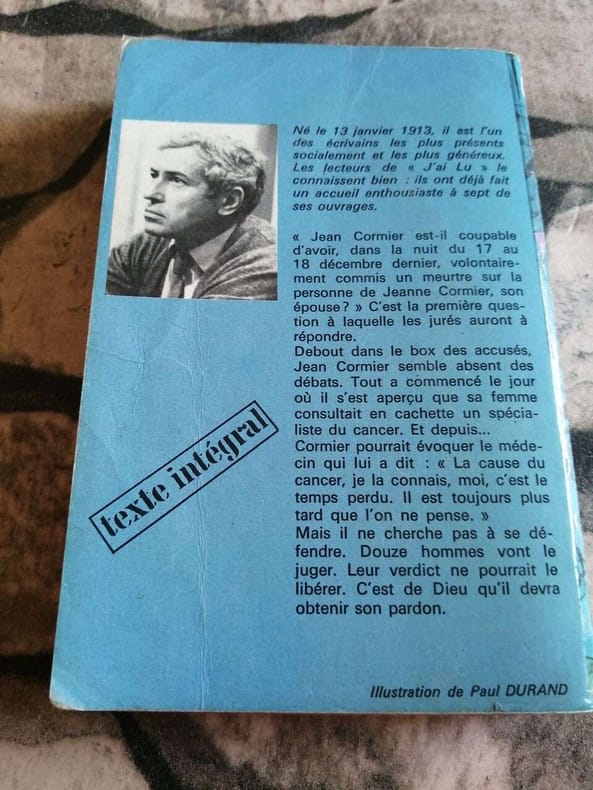 Né le 13 janvier 1913, il est l'un
des écrivains les plus présents
socialement et les plus généreux.
Les lecteurs de « J'ai Lu » le
connaissent bien : ils ont déjà fait
un accueil enthousiaste à sept de
ses ouvrages.
« Jean Cormier est-il coupable
d'avoir, dans la nuit du 17 au
18 décembre dernier, volontaire-
ment commis un meurtre sur la
personne de Jeanne Cormier, son
épouse ? » C'est la première ques-
tion à laquelle les jurés auront à
répondre.
Debout dans le box des accusés,
Jean Cormier semble absent des
débats. Tout a commencé le jour
où il s'est aperçu que sa femme
consultait en cachette un spécia-
liste du cancer. Et depuis...
Cormier pourrait évoquer le méde-
cin qui lui a dit : « La cause du
cancer, je la connais, moi, c'est le
temps perdu. Il est toujours plus
tard que l'on ne pense. »
Mais il ne cherche pas à se dé-
fendre. Douze hommes vont le
juger. Leur verdict ne pourrait le
libérer. C'est de Dieu qu'il devra
obtenir son pardon.
texte intégral
Illustration de Paul DURAND